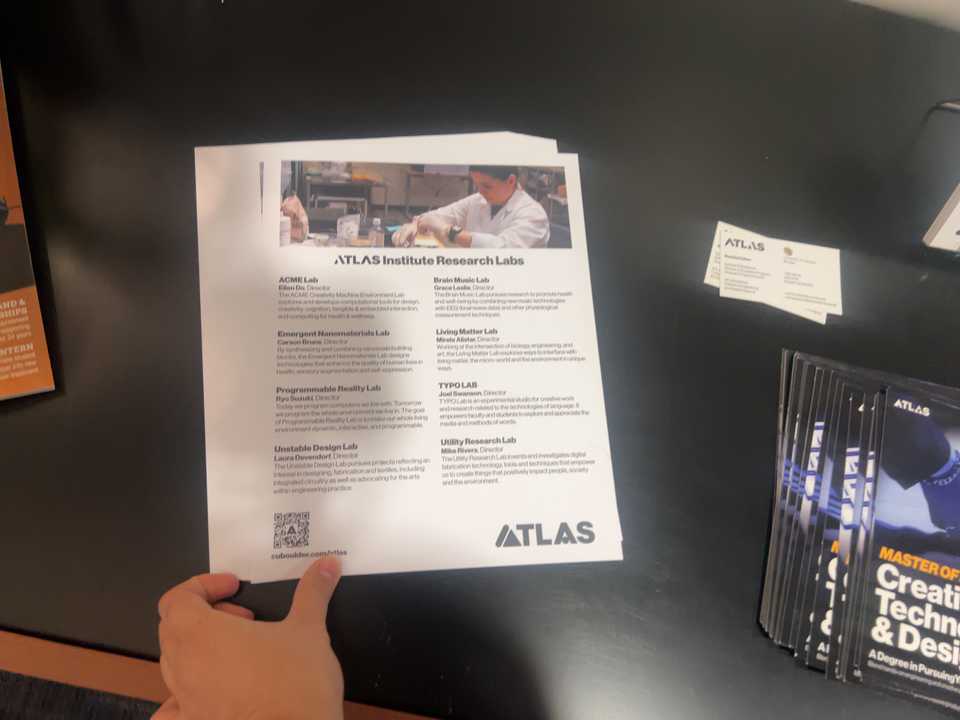 ATLAS Institute Research Labs
ACME Lab
Ellen Do, Director
The ACME Creativity Machine Environment Lab
explores and develops computational tools for design,
creativity, cognition, tangible & embedded interaction,
and computing for health & wellness.
Emergent Nanomaterials Lab
Carson Bruns, Director
By synthesizing and combining nanoscale building
blocks, the Emergent Nanomaterials Lab designs
technologies that enhance the quality of human lives in
health, sensory augmentation and self-expression.
Programmable Reality Lab
Ryo Suzuki, Director
Today we program computers we live with. Tomorrow
we program the whole environment we live in. The goal
of Programmable Reality Lab is to make our whole living
environment dynamic, interactive, and programmable.
Unstable Design Lab
Laura Devendorf, Director
The Unstable Design Lab pursues projects reflecting an
interest in designing, fabrication and textiles, including
integrated circuitry as well as advocating for the arts
within engineering practice.
Brain Music Lab
Grace Leslie, Director
The Brain Music Lab pursues research to promote health
and well-being by combining new music technologies
with EEG (brainwave data) and other physiological
measurement techniques.
Living Matter Lab
Mirela Alistar, Director
Working at the intersection of biology, engineering, and
art, the Living Matter Lab explores ways to interface with
living matter, the micro-world and the environment in unique
ways.
TYPO LAB
Joel Swanson, Director
TYPO Lab is an experimental studio for creative work
and research related to the technologies of language. It
empowers faculty and students to explore and appreciate the
media and methods of words.
Utility Research Lab
Mike Rivera, Director
The Utility Research Lab invents and investigates digital
fabrication technology, tools and techniques that empower
us to create things that positively impact people, society
and the environment.
cuboulder.com/atlas
ATLAS
ATLAS
ATLAS
MASTER OF
Creati
Techn
& Desi
A Degree in Pursuing Y